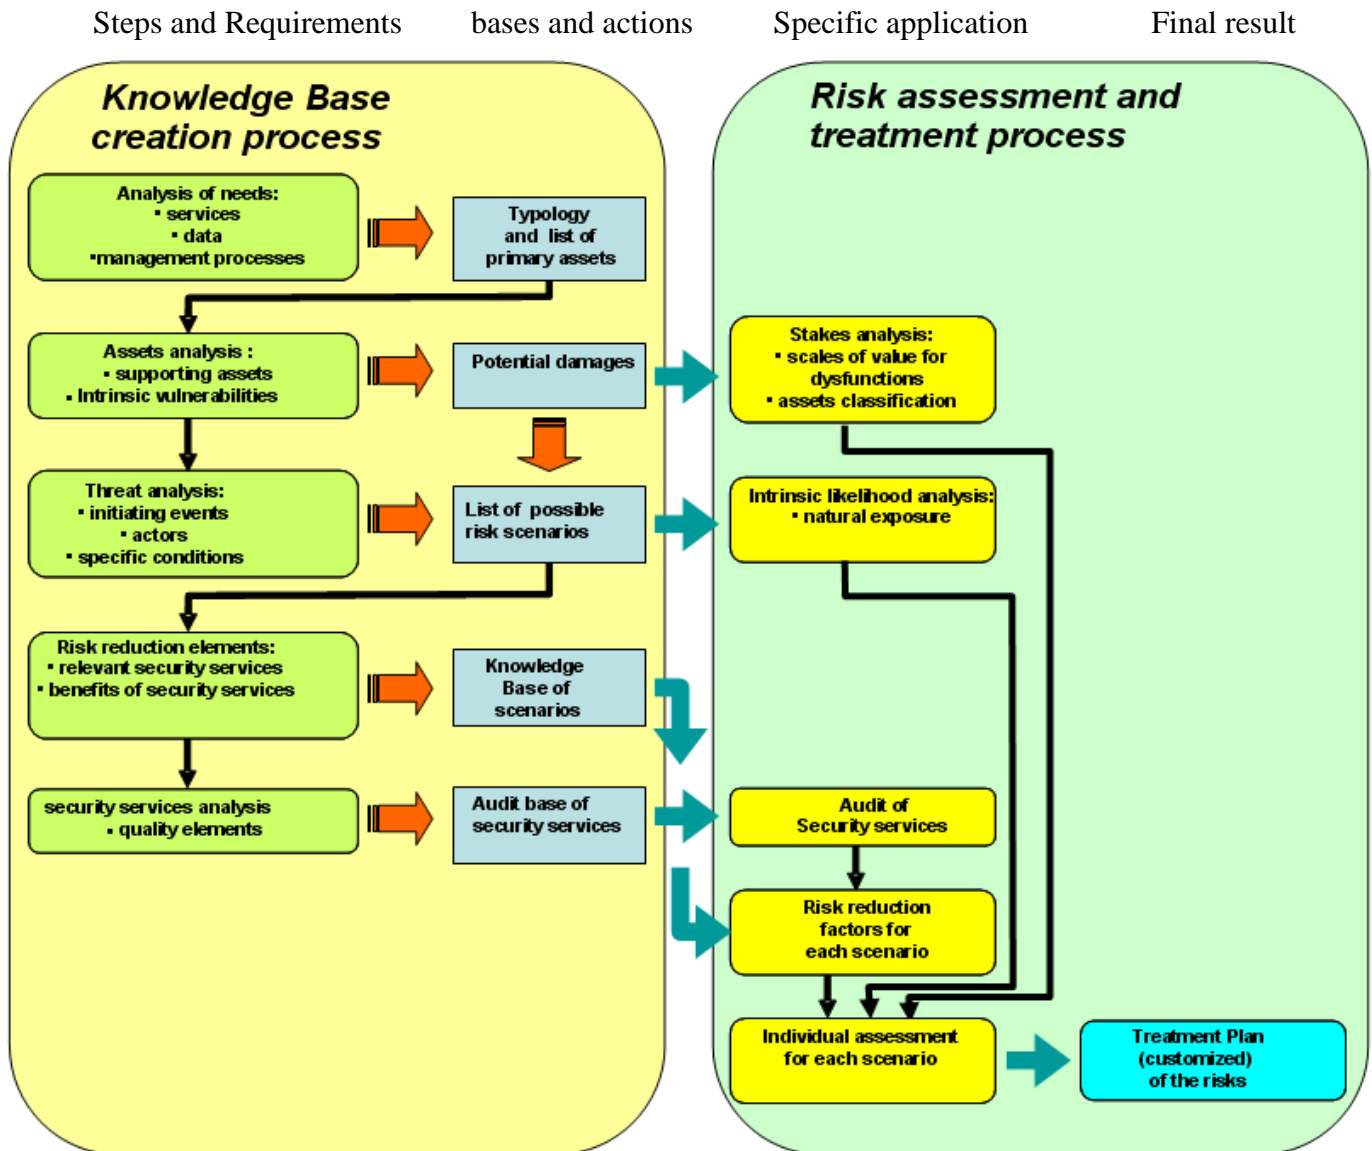 Steps and Requirements
bases and actions
Specific application
Final result
Knowledge Base
creation process
Analysis of needs:
▪ services
▪ data
▪management processes
Typology
and list of
primary assets
Assets analysis :
▪ supporting assets
▪ Intrinsic vulnerabilities
Potential damages
Threat analysis:
▪ initiating events
▪ actors
▪ specific conditions
List of possible
risk scenarios
Risk reduction elements:
▪ relevant security services
▪ benefits of security services
Knowledge
Base of
scenarios
security services analysis
▪ quality elements
Audit base of
security services
Risk assessment and
treatment process
Stakes analysis:
▪ scales of value for
dysfunctions
▪ assets classification
Intrinsic likelihood analysis:
▪ natural exposure
Audit of
Security services
Risk reduction
factors for
each scenario
Individual assessment
for each scenario
Treatment Plan
(customized)
of the risks